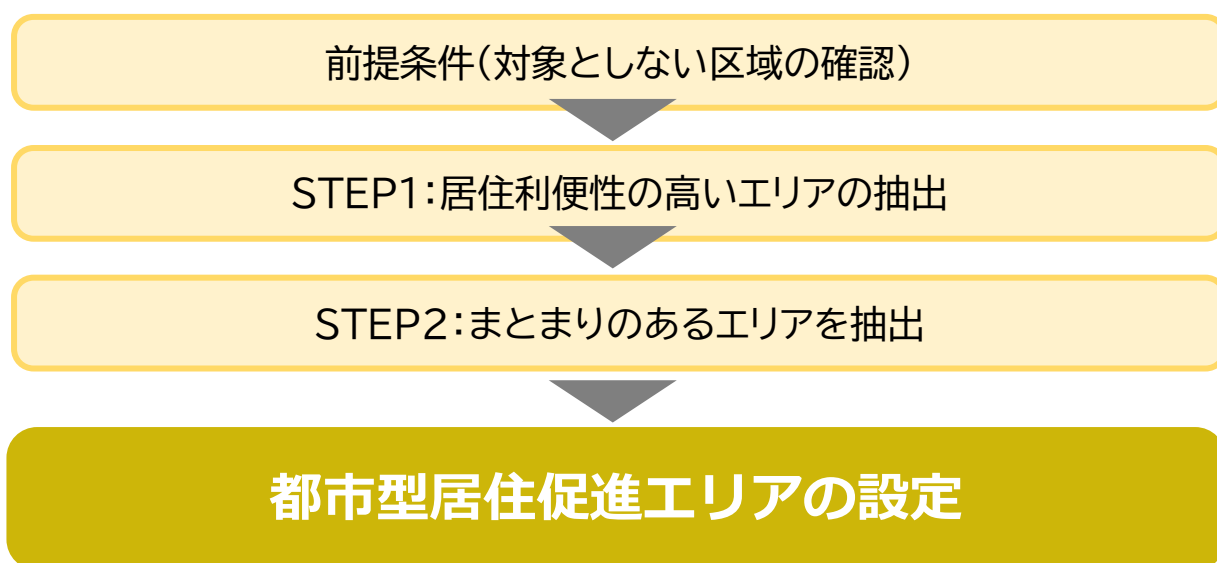 前提条件(対象としない区域の確認)
STEP1:居住利便性の高いエリアの抽出
STEP2:まとまりのあるエリアを抽出
都市型居住促進エリアの設定